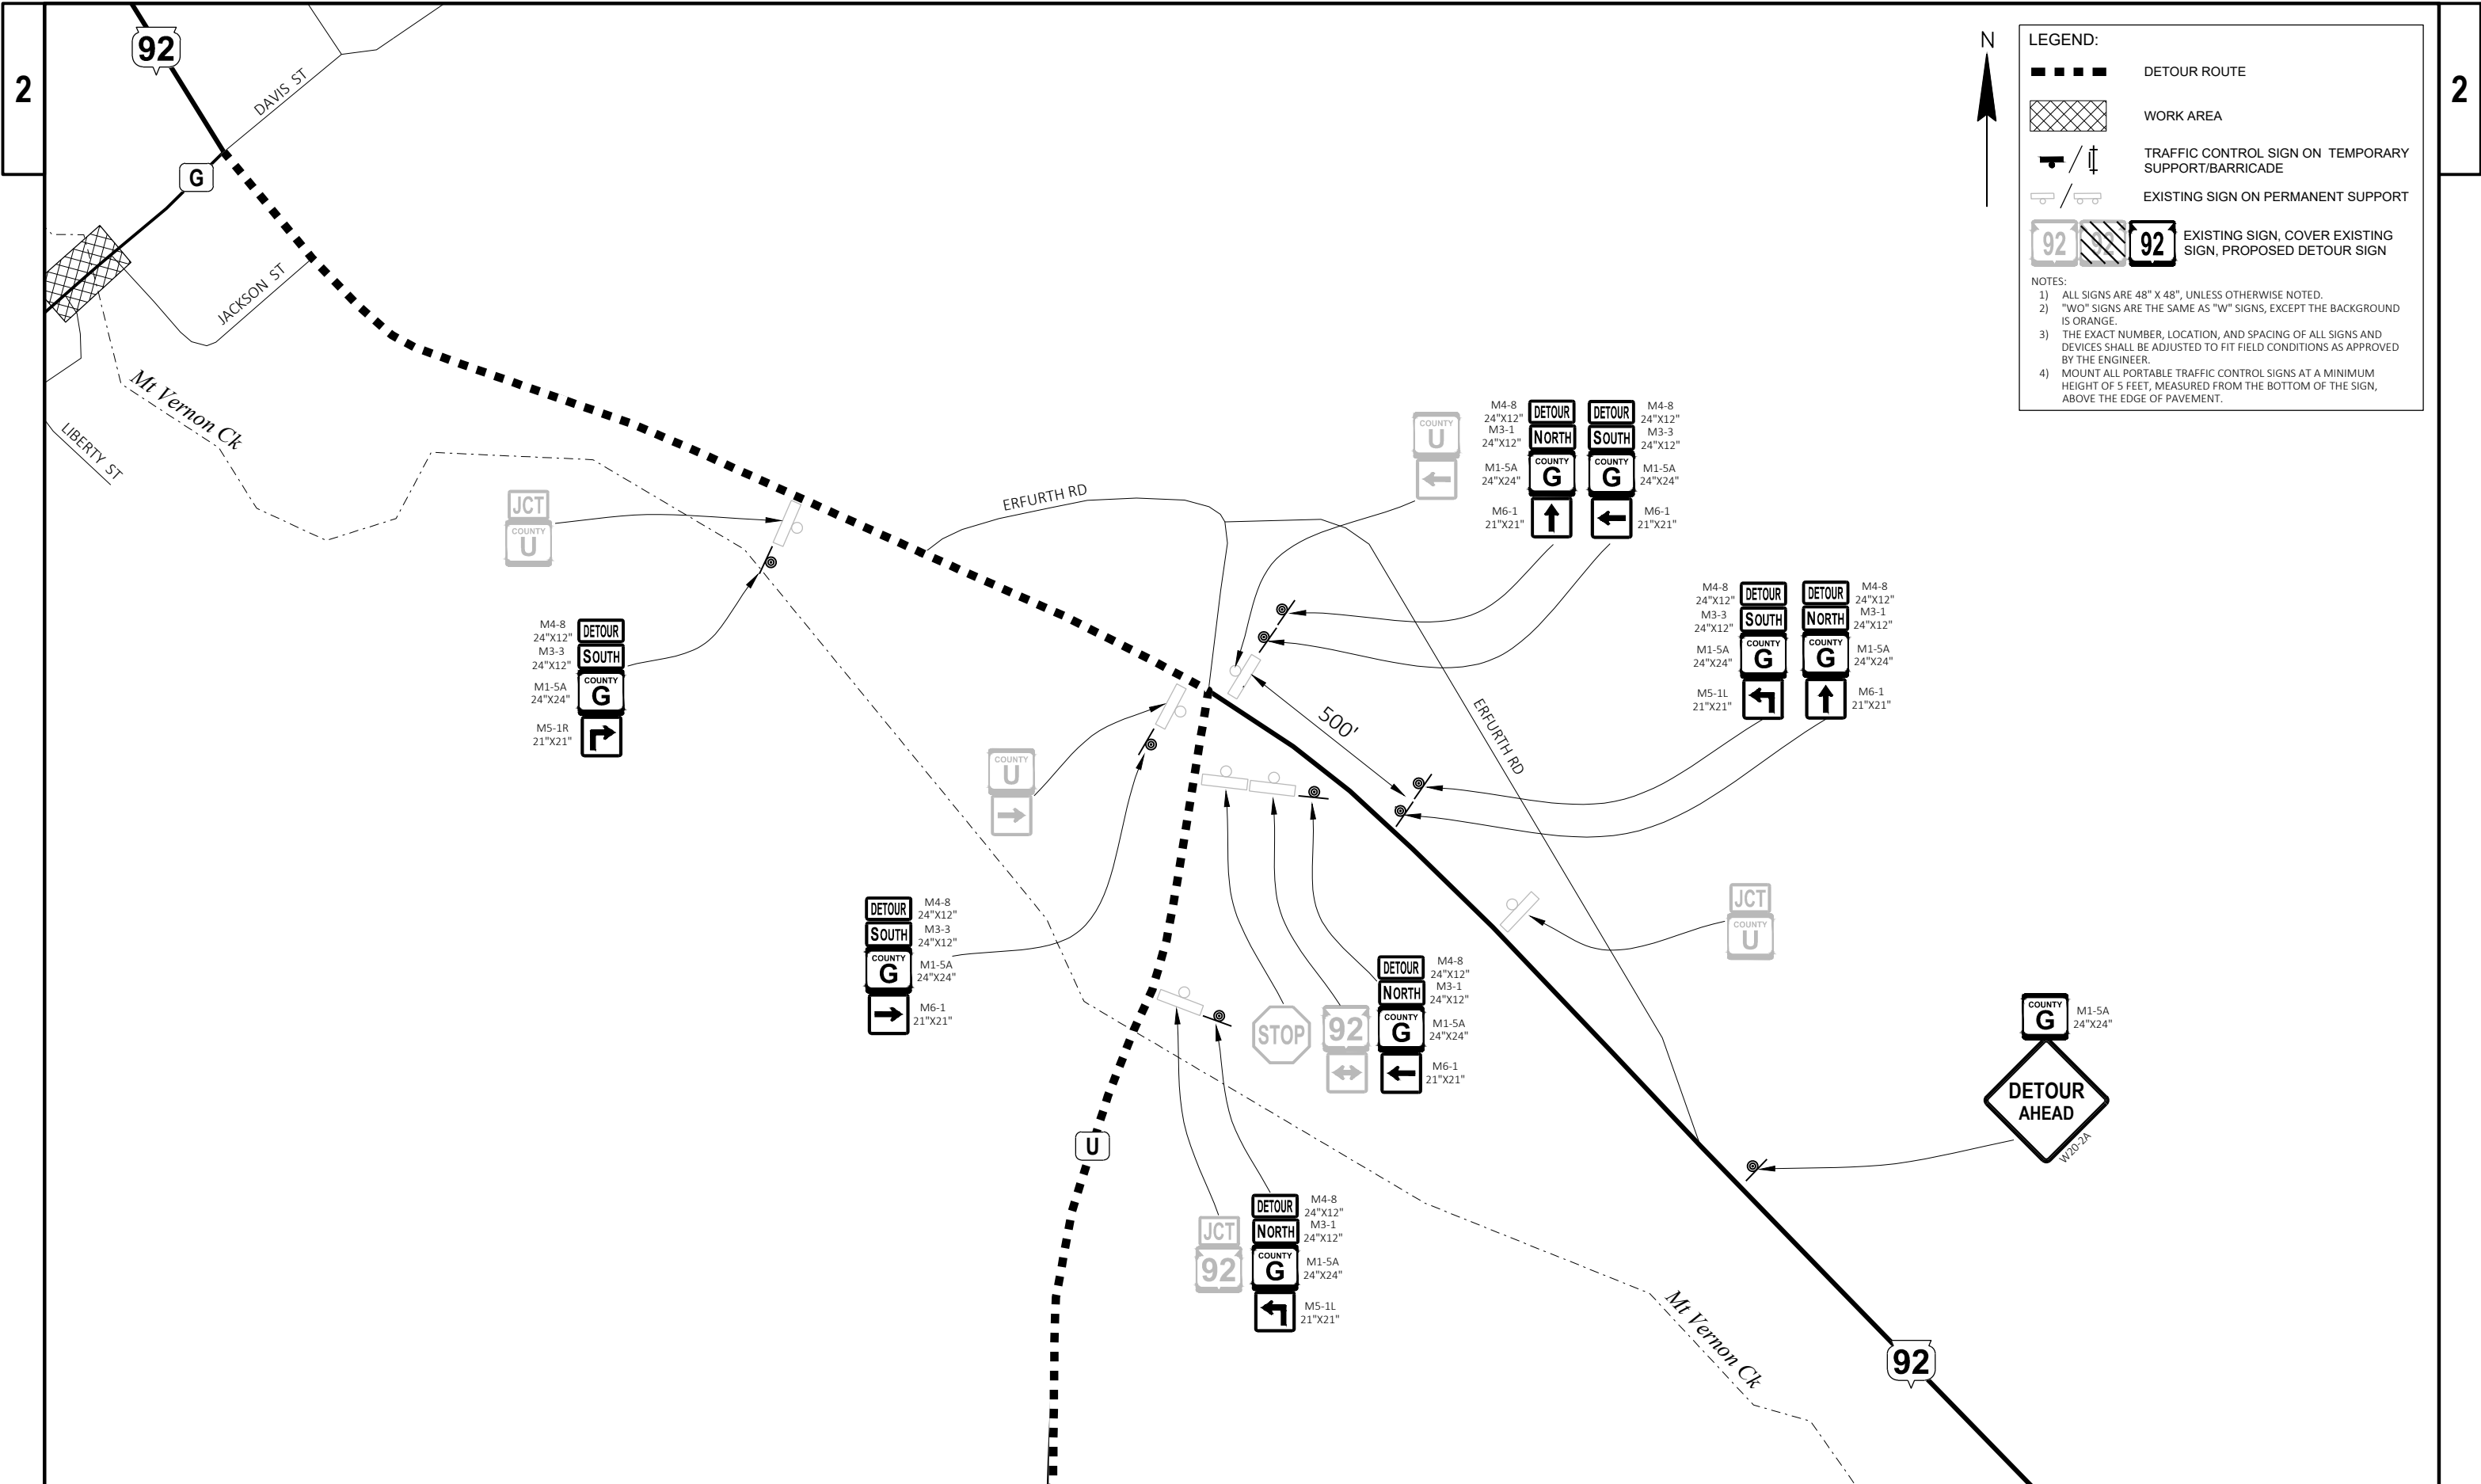 2
2
92
DAVIS ST
G
JACKSON ST
Mt Vernon Ck
LIBERTY ST
N
LEGEND:
DETOUR ROUTE
WORK AREA
TRAFFIC CONTROL SIGN ON TEMPORARY
SUPPORT/BARRICADE
EXISTING SIGN ON PERMANENT SUPPORT
92 92 92
EXISTING SIGN, COVER EXISTING
SIGN, PROPOSED DETOUR SIGN
NOTES:
1) ALL SIGNS ARE 48" X 48", UNLESS OTHERWISE NOTED.
2) "WO" SIGNS ARE THE SAME AS "W" SIGNS, EXCEPT THE BACKGROUND
IS ORANGE.
3) THE EXACT NUMBER, LOCATION, AND SPACING OF ALL SIGNS AND
DEVICES SHALL BE ADJUSTED TO FIT FIELD CONDITIONS AS APPROVED
BY THE ENGINEER.
4) MOUNT ALL PORTABLE TRAFFIC CONTROL SIGNS AT A MINIMUM
HEIGHT OF 5 FEET, MEASURED FROM THE BOTTOM OF THE SIGN,
ABOVE THE EDGE OF PAVEMENT.
COUNTY
U
M4-8
24"X12"
M3-1
24"X12"
M1-5A
24"X24"
M6-1
21"X21"
DETOUR
NORTH
COUNTY
G
DETOUR
SOUTH
COUNTY
G
M4-8
24"X12"
M3-3
24"X12"
M1-5A
24"X24"
M6-1
21"X21"
JCT
COUNTY
U
ERFURTH RD
M4-8
24"X12"
M3-3
24"X12"
M1-5A
24"X24"
M5-1R
21"X21"
DETOUR
SOUTH
COUNTY
G
M4-8
24"X12"
M3-3
24"X12"
M1-5A
24"X24"
M5-1L
21"X21"
DETOUR
SOUTH
COUNTY
G
DETOUR
NORTH
COUNTY
G
M4-8
24"X12"
M3-1
24"X12"
M1-5A
24"X24"
M6-1
21"X21"
500'
ERFURTH RD
COUNTY
U
DETOUR
SOUTH
COUNTY
G
M4-8
24"X12"
M3-3
24"X12"
M1-5A
24"X24"
M6-1
21"X21"
JCT
COUNTY
U
STOP
92
DETOUR
NORTH
COUNTY
G
M4-8
24"X12"
M3-1
24"X12"
M1-5A
24"X24"
M6-1
21"X21"
COUNTY
G
M1-5A
24"X24"
DETOUR
AHEAD
W20-2A
U
JCT
92
DETOUR
NORTH
COUNTY
G
M4-8
24"X12"
M3-1
24"X12"
M1-5A
24"X24"
M5-1L
21"X21"
Mt Vernon Ck
92